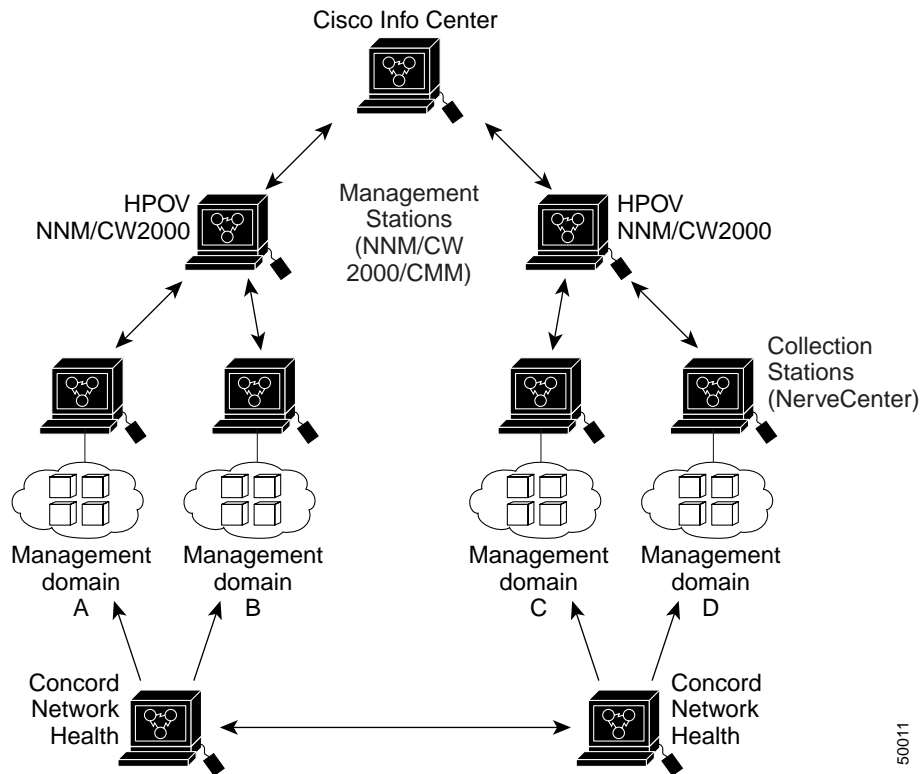 Cisco Info Center
HPOV
NNM/CW2000
Management
Stations
(NNM/CW
2000/CMM)
HPOV
NNM/CW2000
Collection
Stations
(NerveCenter)
Management
domain
A
Management
domain
B
Management
domain
C
Management
domain
D
Concord
Network
Health
Concord
Network
Health
50011